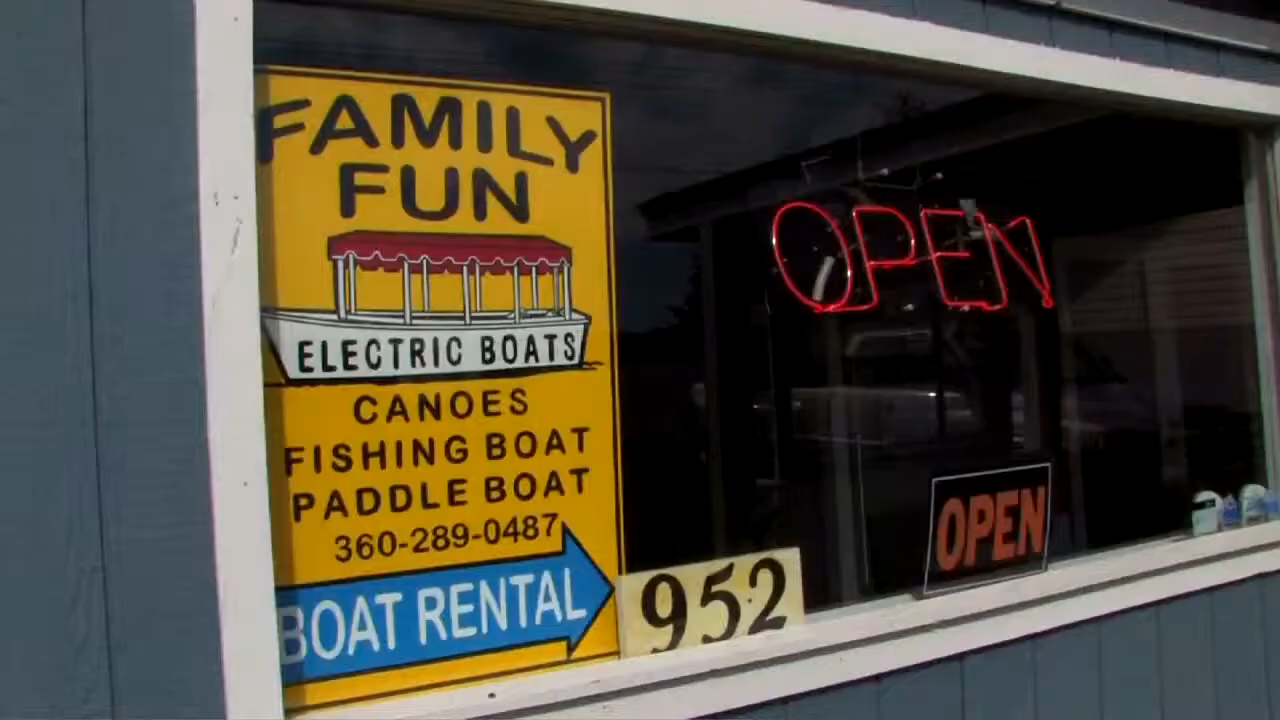 FAMILY
FUN
ELECTRIC BOATS
CANOES
FISHING BOAT
PADDLE BOAT
360-289-0487
BOAT RENTAL
952
OPEN
OPEN